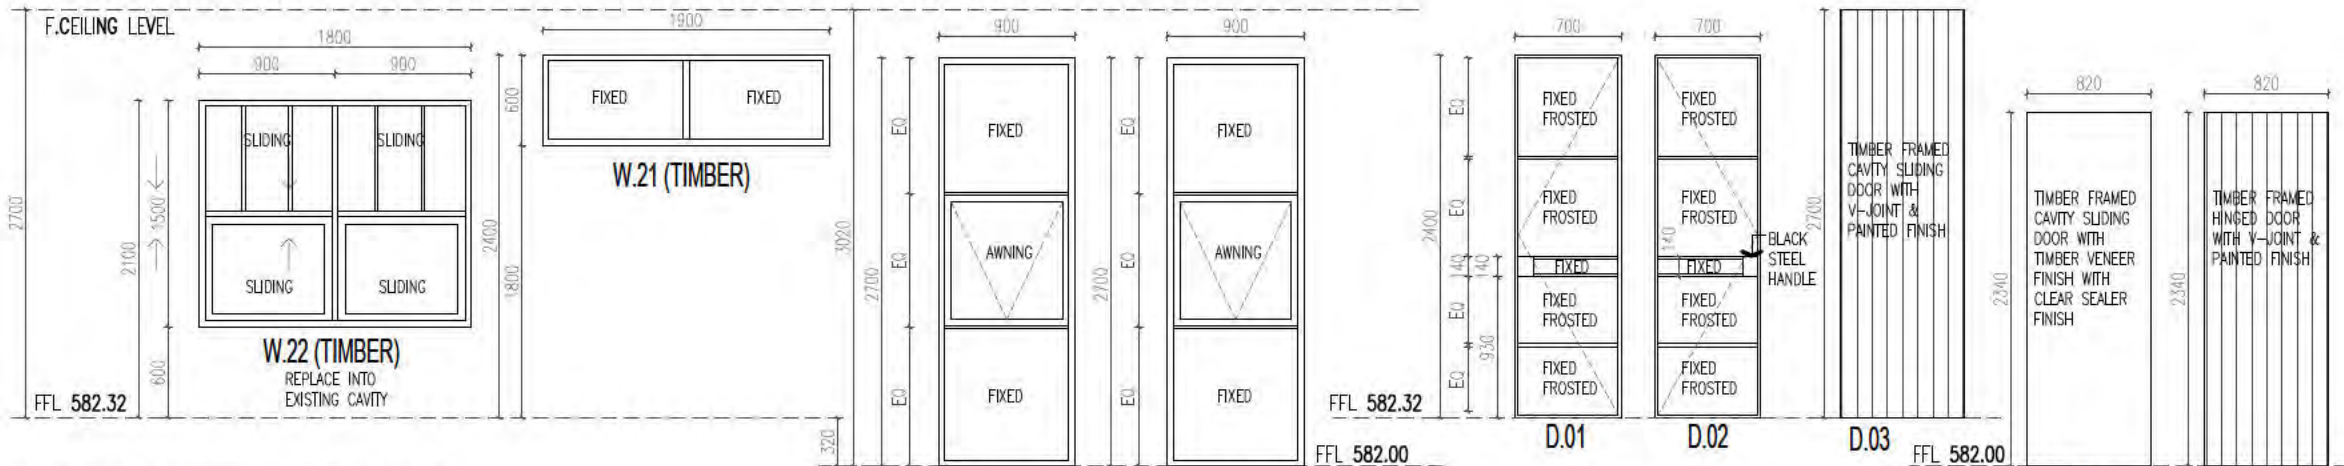 F.CEILING LEVEL
1800
900
900
2700
2100
1500
600
SLIDING
SLIDING
SLIDING
SLIDING
W.22 (TIMBER)
REPLACE INTO
EXISTING CAVITY
FFL 582.32
1900
2400
600
1800
FIXED
FIXED
W.21 (TIMBER)
3020
320
900
2700
EQ
EQ
EQ
FIXED
AWNING
FIXED
900
2700
EQ
EQ
EQ
FIXED
AWNING
FIXED
FFL 582.32
FFL 582.00
700
2400
EQ
EQ
140
140
EQ
EQ
930
FIXED
FROSTED
FIXED
FROSTED
FIXED
FIXED
FROSTED
FIXED
FROSTED
D.01
700
FIXED
FROSTED
FIXED
FROSTED
140
FIXED
FIXED
FROSTED
FIXED
FROSTED
D.02
BLACK
STEEL
HANDLE
2700
TIMBER FRAMED
CAVITY SLIDING
DOOR WITH
V-JOINT &
PAINTED FINISH
D.03
FFL 582.00
820
2340
TIMBER FRAMED
CAVITY SLIDING
DOOR WITH
TIMBER VENEER
FINISH WITH
CLEAR SEALER
FINISH
820
2340
TIMBER FRAMED
HINGED DOOR
WITH V-JOINT &
PAINTED FINISH